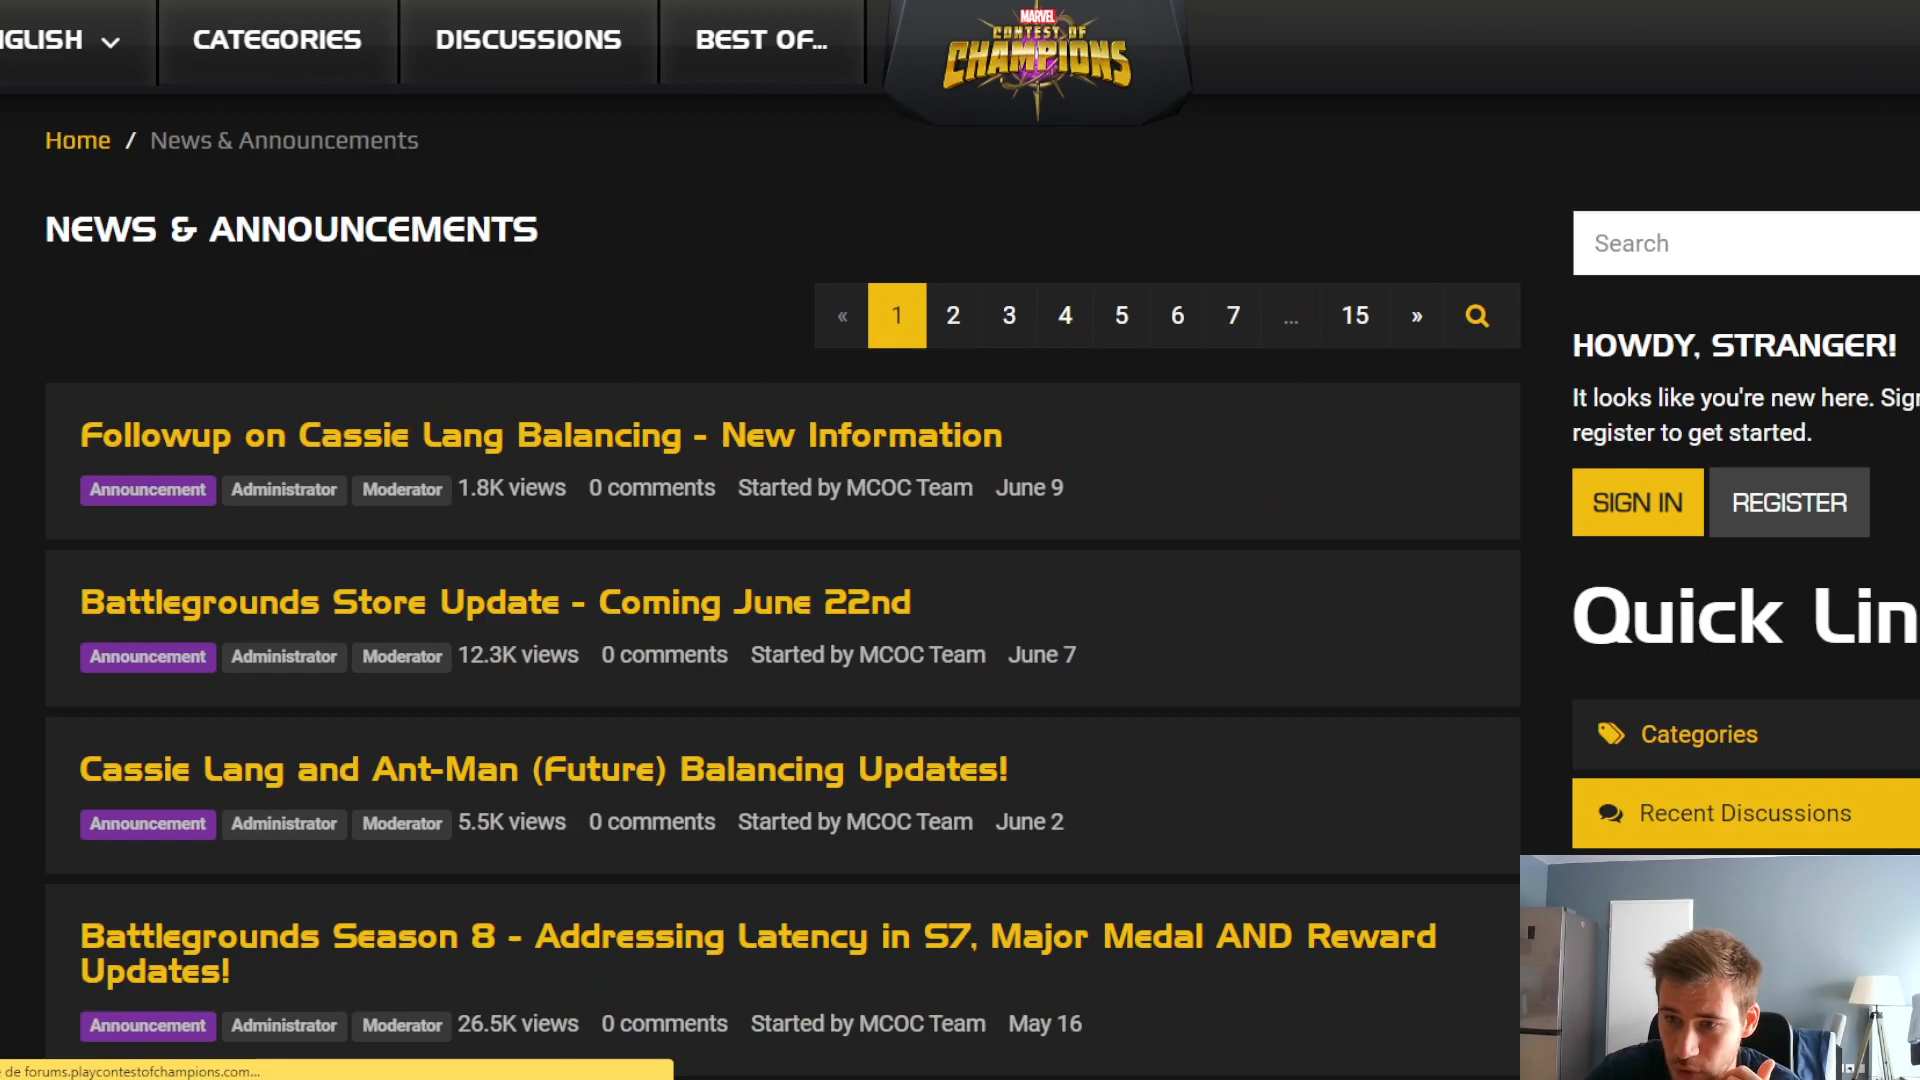 NGLISH CATEGORIES DISCUSSIONS BEST OF...
MARVEL
CONTEST OF
CHAMPIONS
Home / News & Announcements
NEWS & ANNOUNCEMENTS
Search
« 1 2 3 4 5 6 7 ... 15 »
HOWDY, STRANGER!
It looks like you're new here. Sign
register to get started.
SIGN IN REGISTER
Followup on Cassie Lang Balancing - New Information
Announcement Administrator Moderator 1.8K views 0 comments Started by MCOC Team June 9
Battlegrounds Store Update - Coming June 22nd
Announcement Administrator Moderator 12.3K views 0 comments Started by MCOC Team June 7
Quick Lin
Categories
Recent Discussions
Cassie Lang and Ant-Man (Future) Balancing Updates!
Announcement Administrator Moderator 5.5K views 0 comments Started by MCOC Team June 2
Battlegrounds Season 8 - Addressing Latency in S7, Major Medal AND Reward
Updates!
Announcement Administrator Moderator 26.5K views 0 comments Started by MCOC Team May 16
de forums.playcontestofchampions.com...